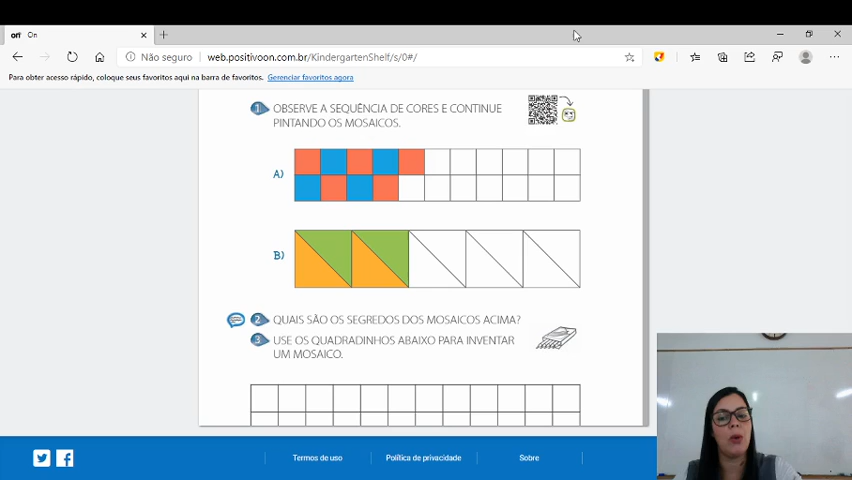 on On
Não seguro web.positivoon.com.br/KindergartenShelf/s/0#/
Para obter acesso rápido, coloque seus favoritos aqui na barra de favoritos. Gerenciar favoritos agora
1 OBSERVE A SEQUÊNCIA DE CORES E CONTINUE
PINTANDO OS MOSAICOS.
A)
B)
2 QUAIS SÃO OS SEGREDOS DOS MOSAICOS ACIMA?
3 USE OS QUADRADINHOS ABAIXO PARA INVENTAR
UM MOSAICO.
Termos de uso Política de privacidade Sobre